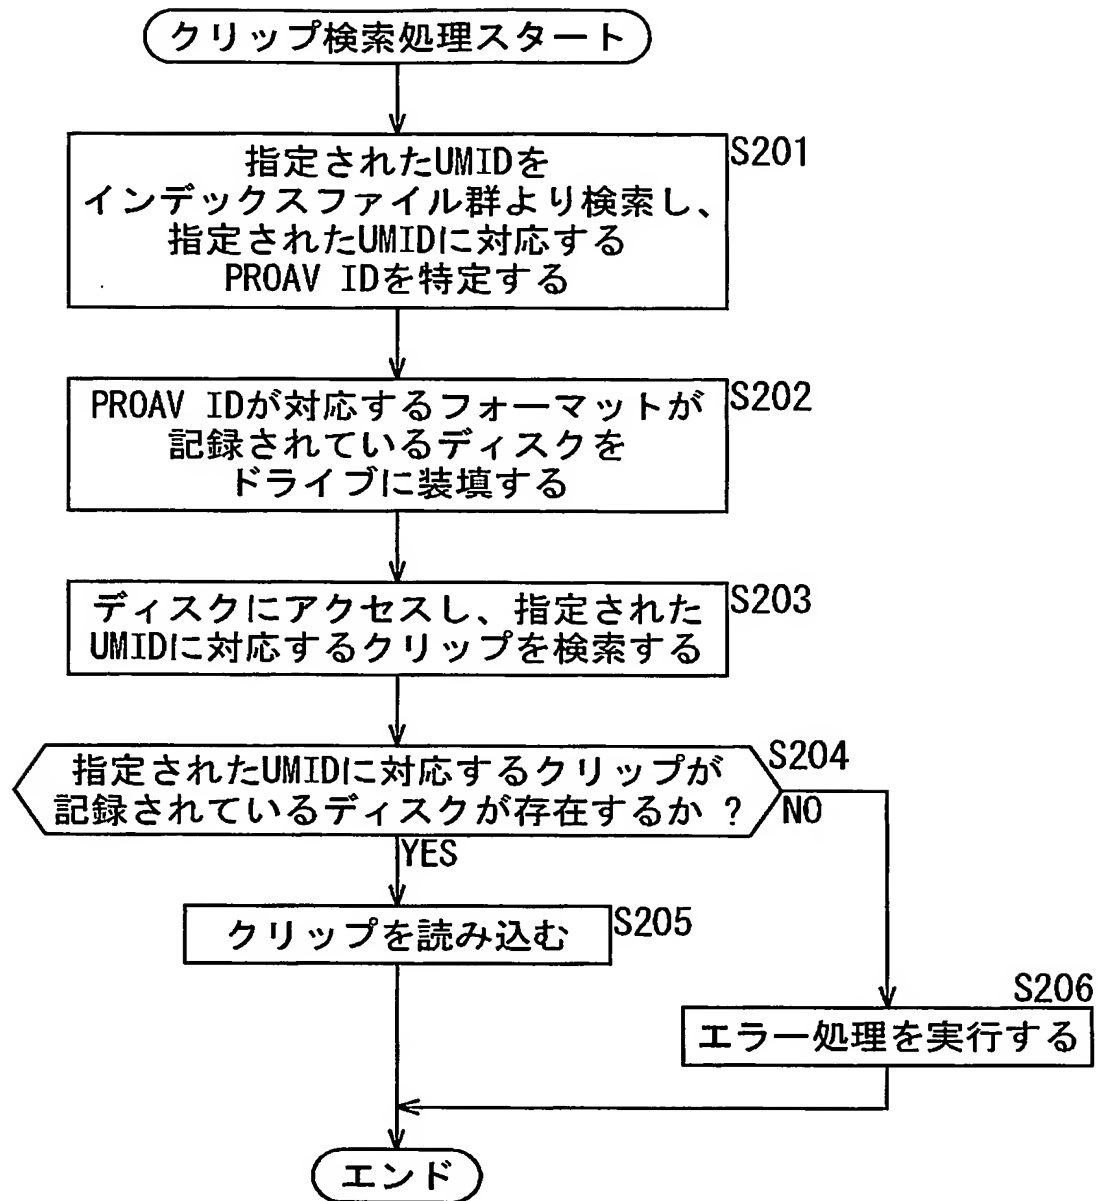 クリップ検索処理スタート
S201
指定されたUMIDを
インデックスファイル群より検索し、
指定されたUMIDに対応する
PROAV IDを特定する
S202
PROAV IDが対応するフォーマットが
記録されているディスクを
ドライブに装填する
S203
ディスクにアクセスし、指定された
UMIDに対応するクリップを検索する
S204
指定されたUMIDに対応するクリップが
記録されているディスクが存在するか ?
NO
YES
クリップを読み込む
S205
S206
エラー処理を実行する
エンド